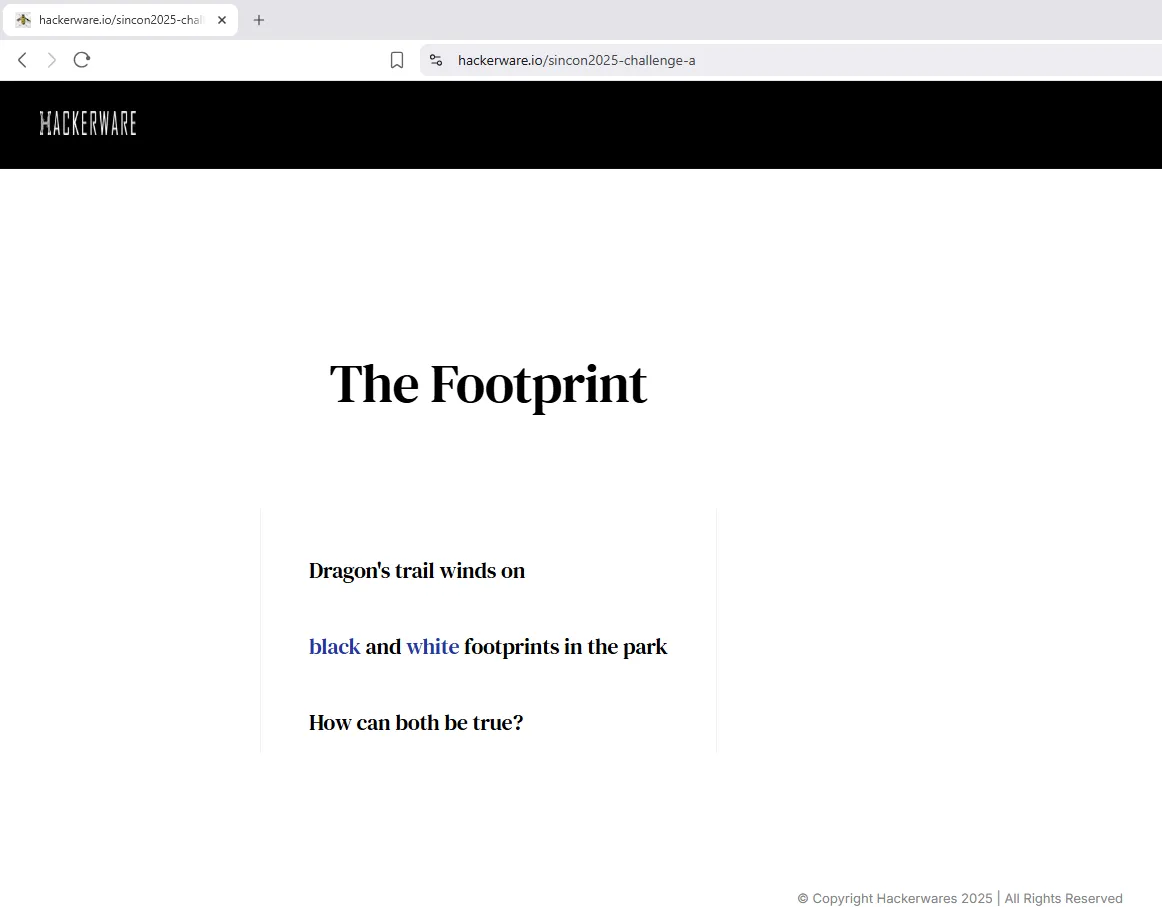 hackerware.io/sincon2025-chal
hackerware.io/sincon2025-challenge-a
HACKERWARE
The Footprint
Dragon's trail winds on
black and white footprints in the park
How can both be true?
© Copyright Hackerwares 2025 | All Rights Reserved